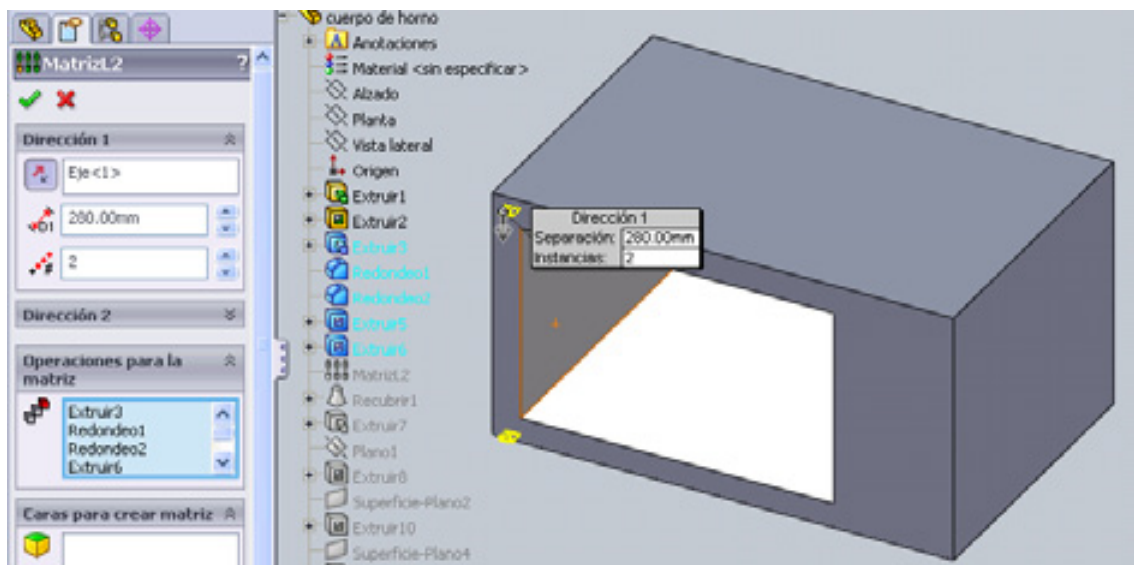 MatrizL2 ?
Dirección 1
Eje<1>
D1 280.00mm
# 2
Dirección 2
Operaciones para la
matriz
Extruir3
Redondeo1
Redondeo2
Extruir6
Caras para crear matriz
cuerpo de horno
A Anotaciones
Material <sin especificar>
Alzado
Planta
Vista lateral
Origen
Extruir1
Extruir2
Extruir3
Redondeo1
Redondeo2
Extruir5
Extruir6
MatrizL2
Recubrir1
Extruir7
Plano1
Extruir8
Superficie-Plano2
Extruir10
Superficie-Plano4
Dirección 1
Separación: 280.00mm
Instancias: 2